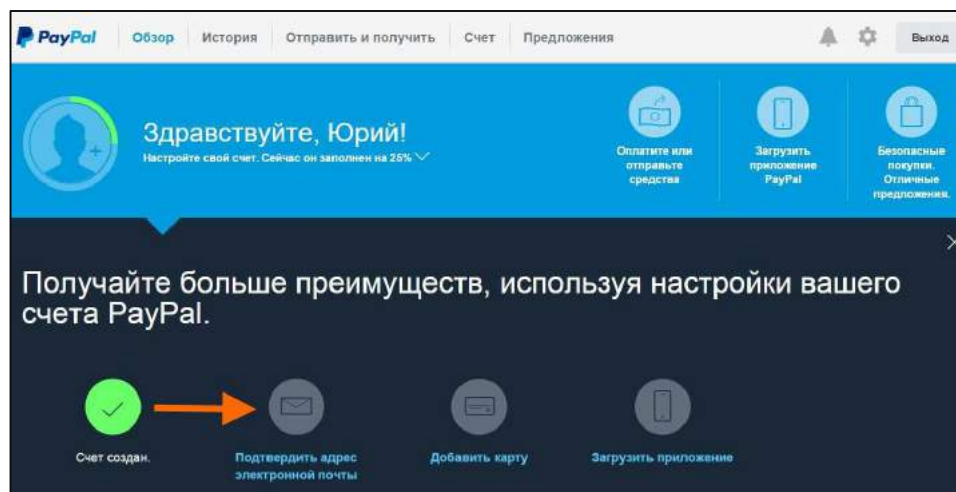 PayPal Обзор История Отправить и получить Счет Предложения Выход
Здравствуйте, Юрий!
Настройте свой счет. Сейчас он заполнен на 25%
Оплатите или
отправьте
средства
Загрузить
приложение
PayPal
Безопасные
покупки.
Отличные
предложения.
Получайте больше преимуществ, используя настройки вашего
счета PayPal.
Счет создан.
Подтвердить адрес
электронной почты
Добавить карту
Загрузить приложение